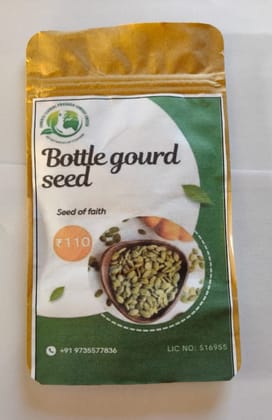 Bottle gourd
seed
Seed of faith
₹110
+91 9735577836
LIC NO: 516955